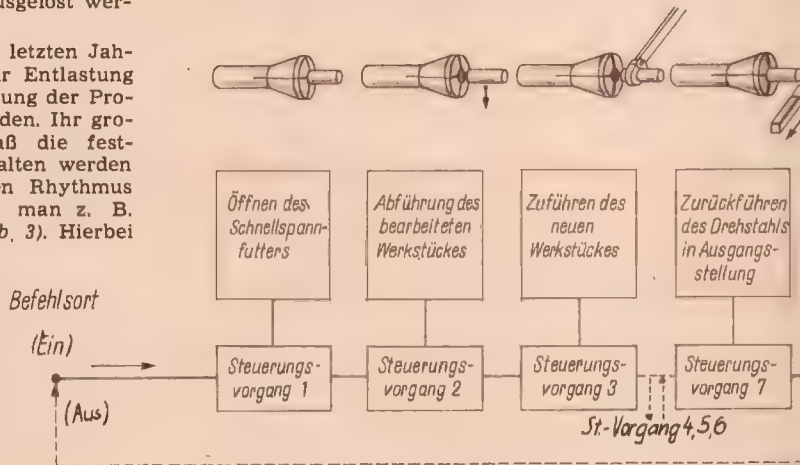 usgelöst wer-
letzten Jah-
r Entlastung
ung der Pro-
den. Ihr gro-
aß die fest-
alten werden
en Rhythmus
man z. B.
b. 3). Hierbei
Öffnen des
Schnellspann-
futters
Abführung des
bearbeiteten
Werkstückes
Zuführen des
neuen
Werkstückes
Zurückführen
des Drehstahls
in Ausgangs-
stellung
Befehlsort
(Ein)
(Aus)
Steuerungs-
vorgang 1
Steuerungs-
vorgang 2
Steuerungs-
vorgang 3
Steuerungs-
vorgang 7
St.-Vorgang 4,5,6